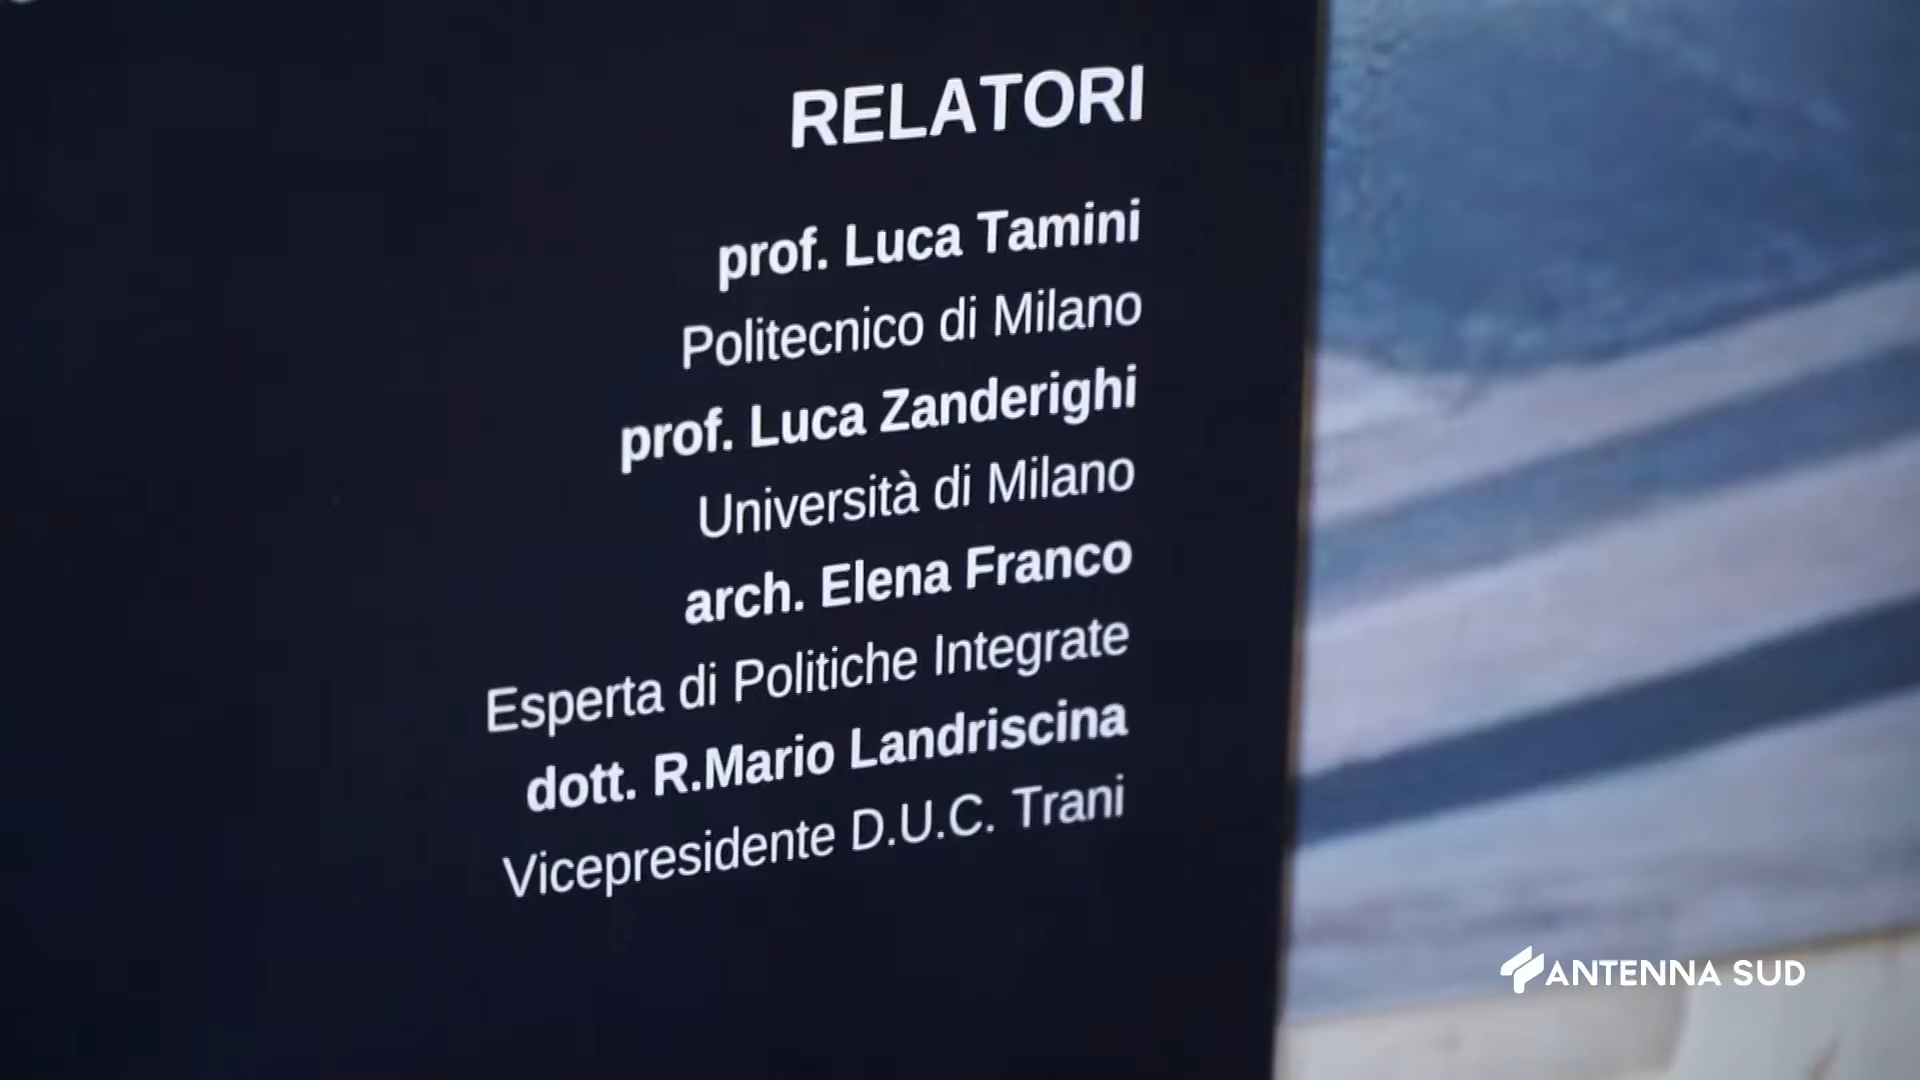 RELATORI
prof. Luca Tamini
Politecnico di Milano
prof. Luca Zanderighi
Università di Milano
arch. Elena Franco
Esperta di Politiche Integrate
dott. R.Mario Landriscina
Vicepresidente D.U.C. Trani
ANTENNA SUD